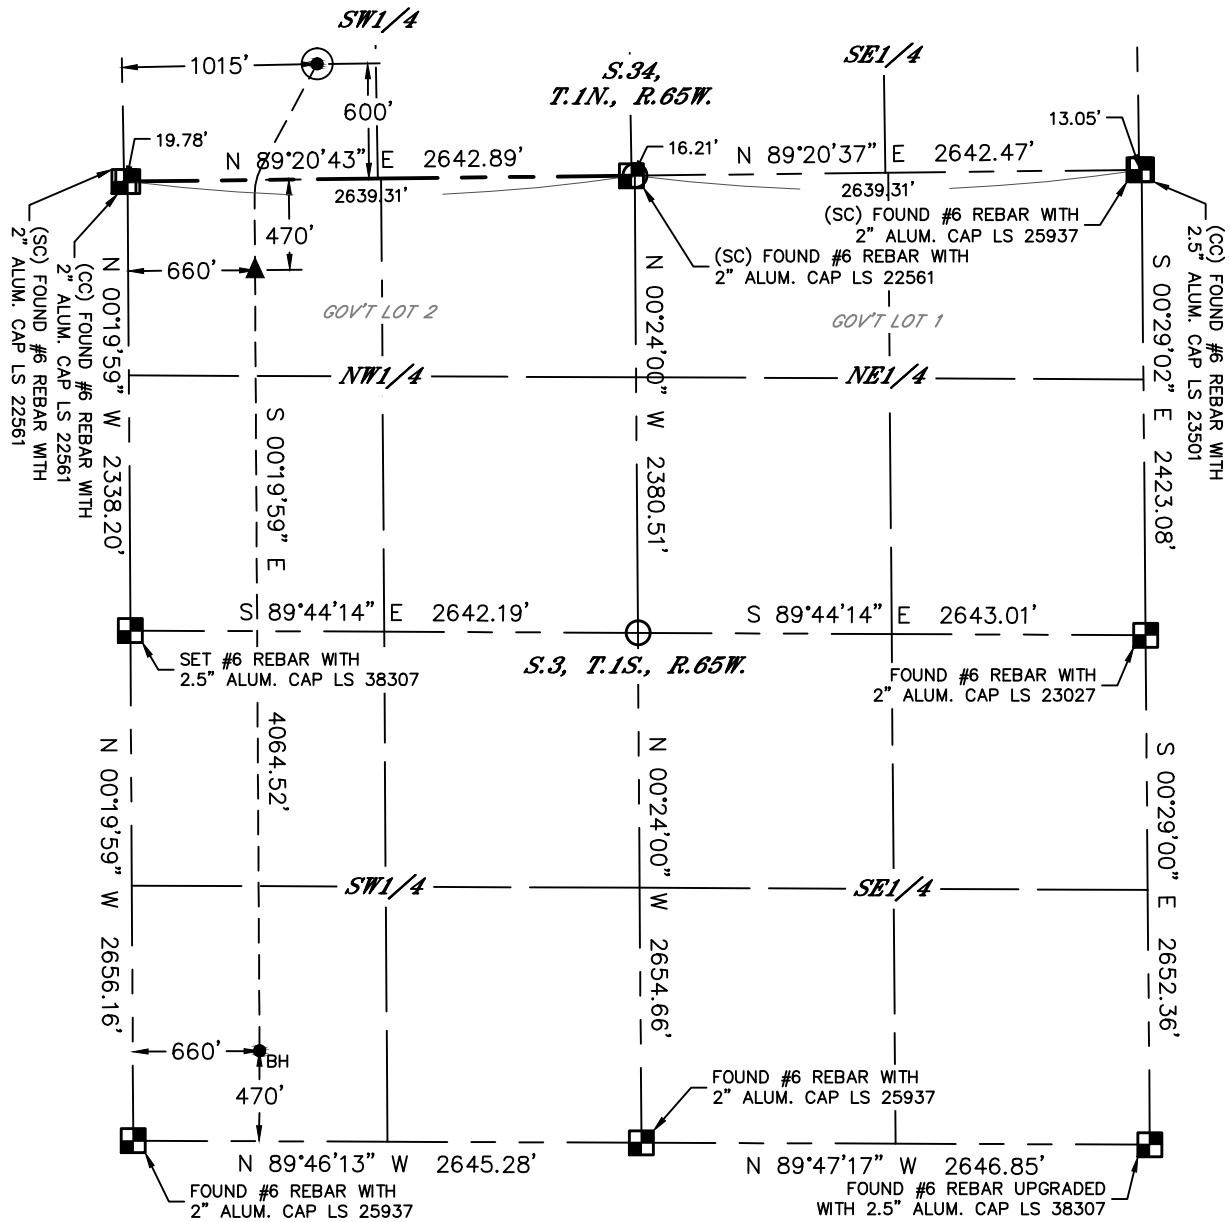 SW1/4
1015'
600'
S.34,
T.1N., R.65W.
SE1/4
19.78'
N 89°20'43" E 2642.89'
16.21'
N 89°20'37" E 2642.47'
13.05'
2639.31'
2639.31'
(SC) FOUND #6 REBAR WITH
2" ALUM. CAP LS 25937
(SC) FOUND #6 REBAR WITH
2" ALUM. CAP LS 22561
(CC) FOUND #6 REBAR WITH
2.5" ALUM. CAP LS 23501
(CC) FOUND #6 REBAR WITH
2" ALUM. CAP LS 22561
(SC) FOUND #6 REBAR WITH
2" ALUM. CAP LS 22561
470'
660'
GOV'T LOT 2
GOV'T LOT 1
NW1/4
NE1/4
N 00°19'59" W 2338.20'
S 00°19'59" E 4064.52'
N 00°24'00" W 2380.51'
S 00°29'02" E 2423.08'
S 89°44'14" E 2642.19'
S 89°44'14" E 2643.01'
SET #6 REBAR WITH
2.5" ALUM. CAP LS 38307
S.3, T.1S., R.65W.
FOUND #6 REBAR WITH
2" ALUM. CAP LS 23027
N 00°19'59" W 2656.16'
N 00°24'00" W 2654.66'
S 00°29'00" E 2652.36'
SW1/4
SE1/4
660'
BH
470'
FOUND #6 REBAR WITH
2" ALUM. CAP LS 25937
N 89°46'13" W 2645.28'
N 89°47'17" W 2646.85'
FOUND #6 REBAR WITH
2" ALUM. CAP LS 25937
FOUND #6 REBAR UPGRADED
WITH 2.5" ALUM. CAP LS 38307